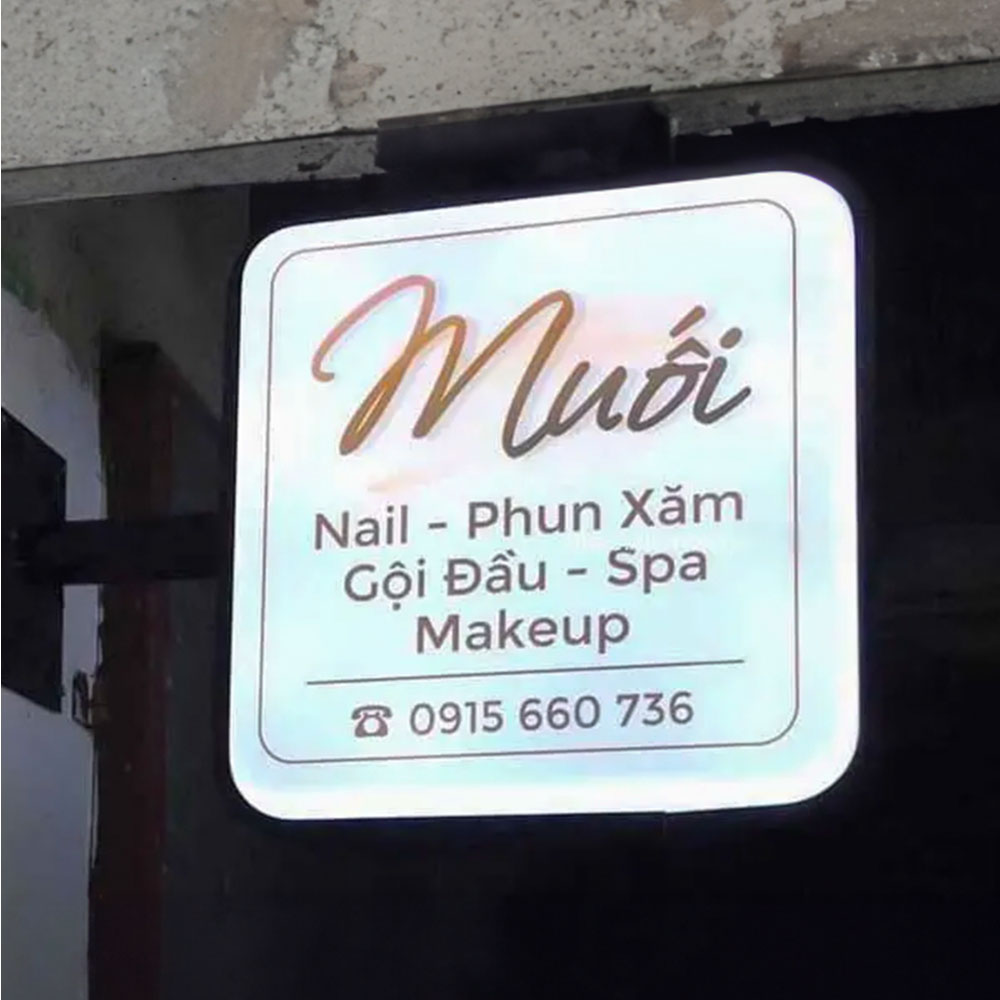 Muối
Nail - Phun Xăm
Gội Đầu - Spa
Makeup
☎ 0915 660 736